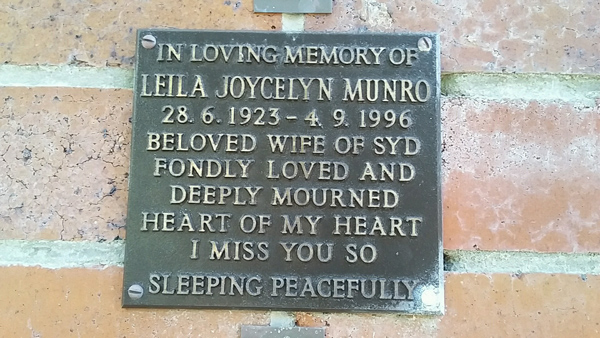 IN LOVING MEMORY OF
LEILA JOYCELYN MUNRO
28. 6. 1923 - 4. 9. 1996
BELOVED WIFE OF SYD
FONDLY LOVED AND
DEEPLY MOURNED
HEART OF MY HEART
I MISS YOU SO
SLEEPING PEACEFULLY